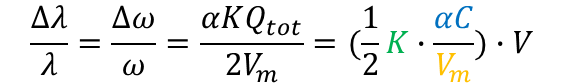 Δλ/λ = Δω/ω = αKQ_tot/2V_m = (1/2 K · αC/V_m) · V